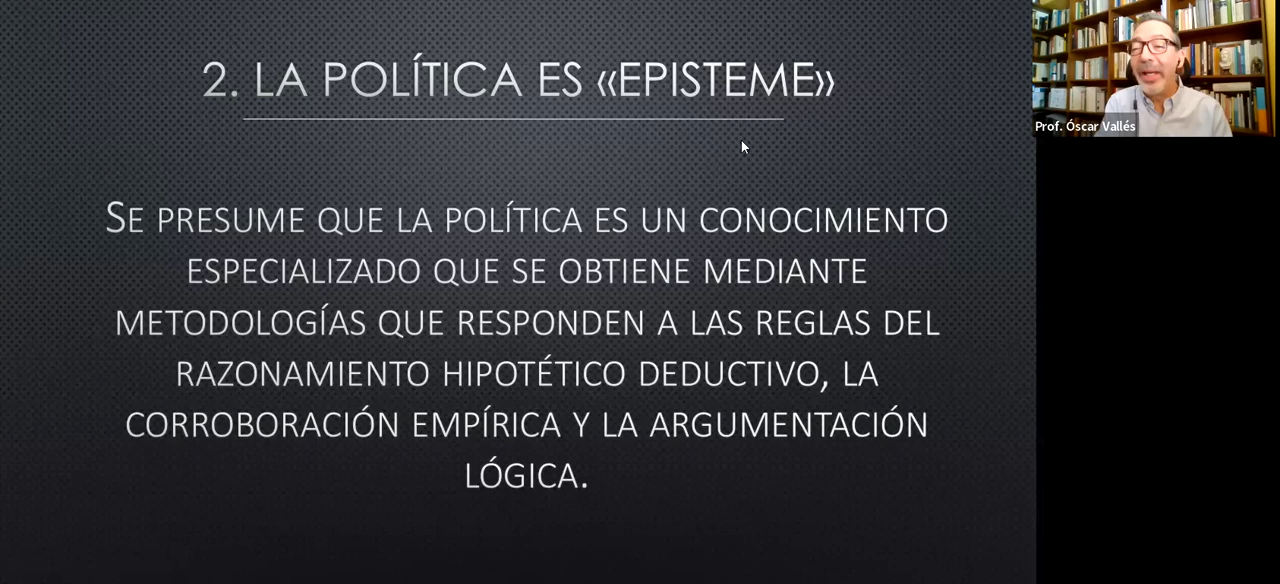 2. LA POLÍTICA ES «EPISTEME»
SE PRESUME QUE LA POLÍTICA ES UN CONOCIMIENTO
ESPECIALIZADO QUE SE OBTIENE MEDIANTE
METODOLOGÍAS QUE RESPONDEN A LAS REGLAS DEL
RAZONAMIENTO HIPOTÉTICO DEDUCTIVO, LA
CORROBORACIÓN EMPÍRICA Y LA ARGUMENTACIÓN
LÓGICA.
Prof. Óscar Vallés